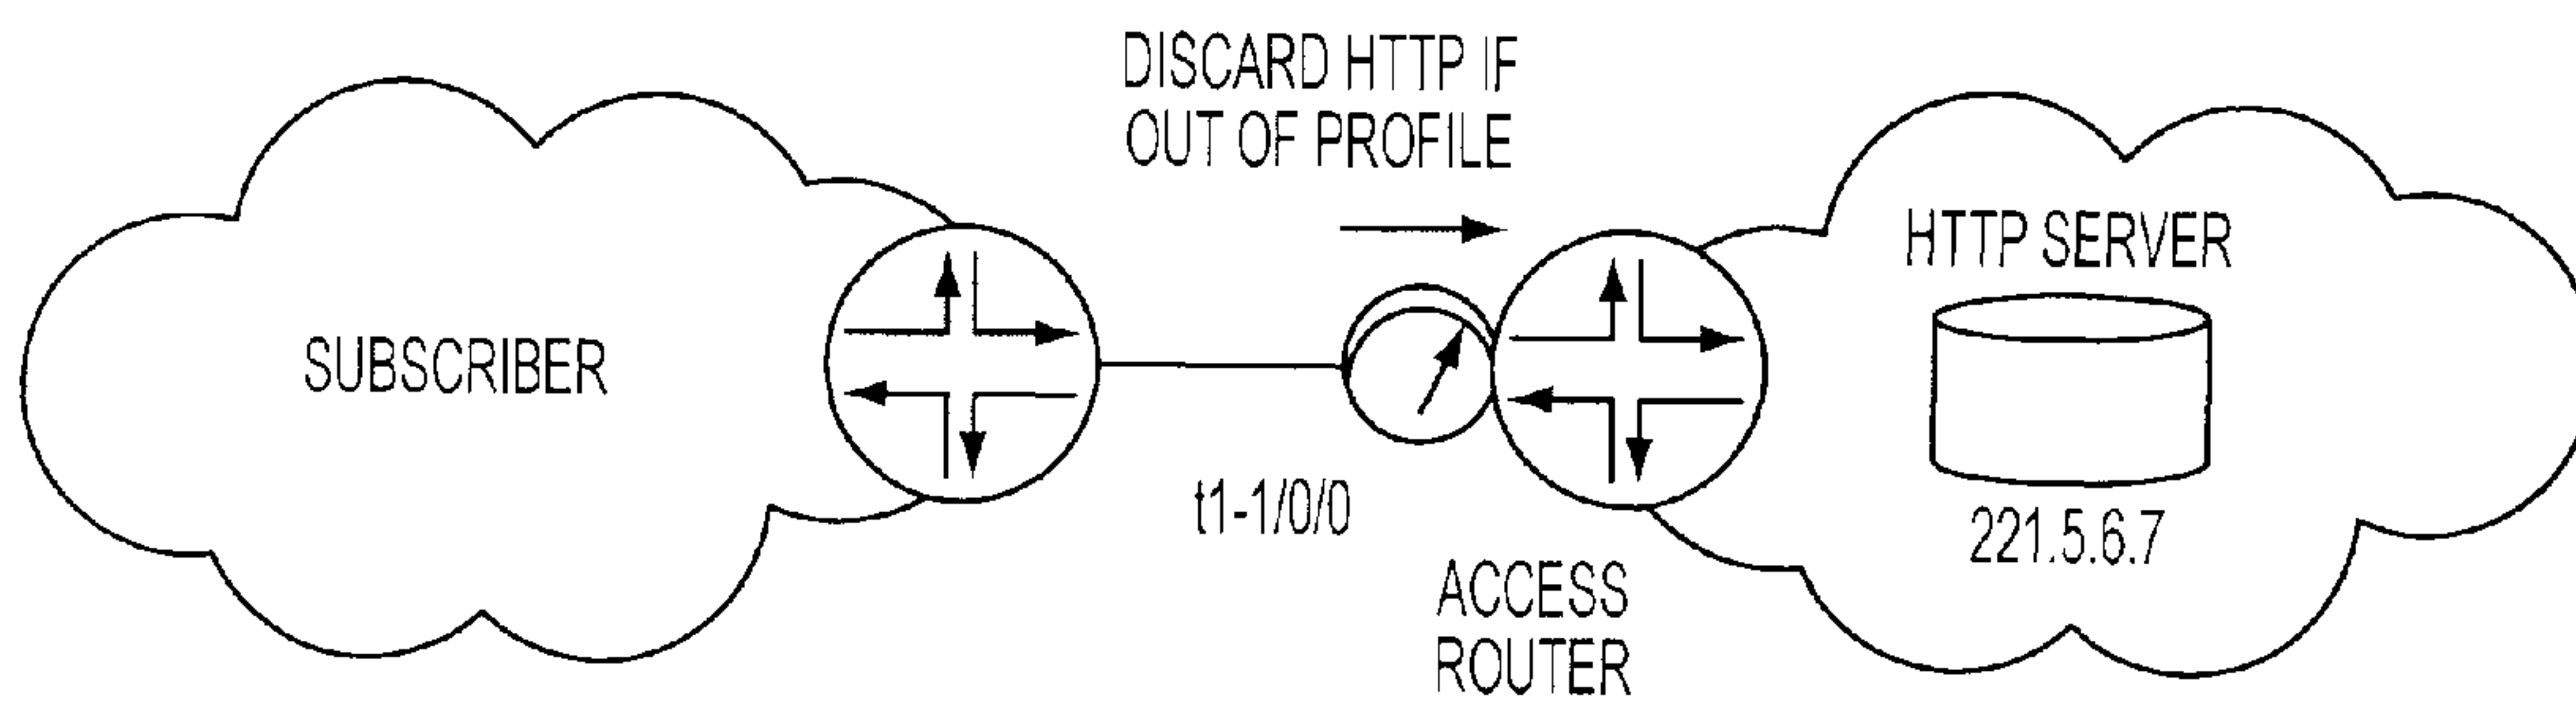 DISCARD HTTP IF
OUT OF PROFILE
HTTP SERVER
SUBSCRIBER
t1-1/0/0
221.5.6.7
ACCESS
ROUTER